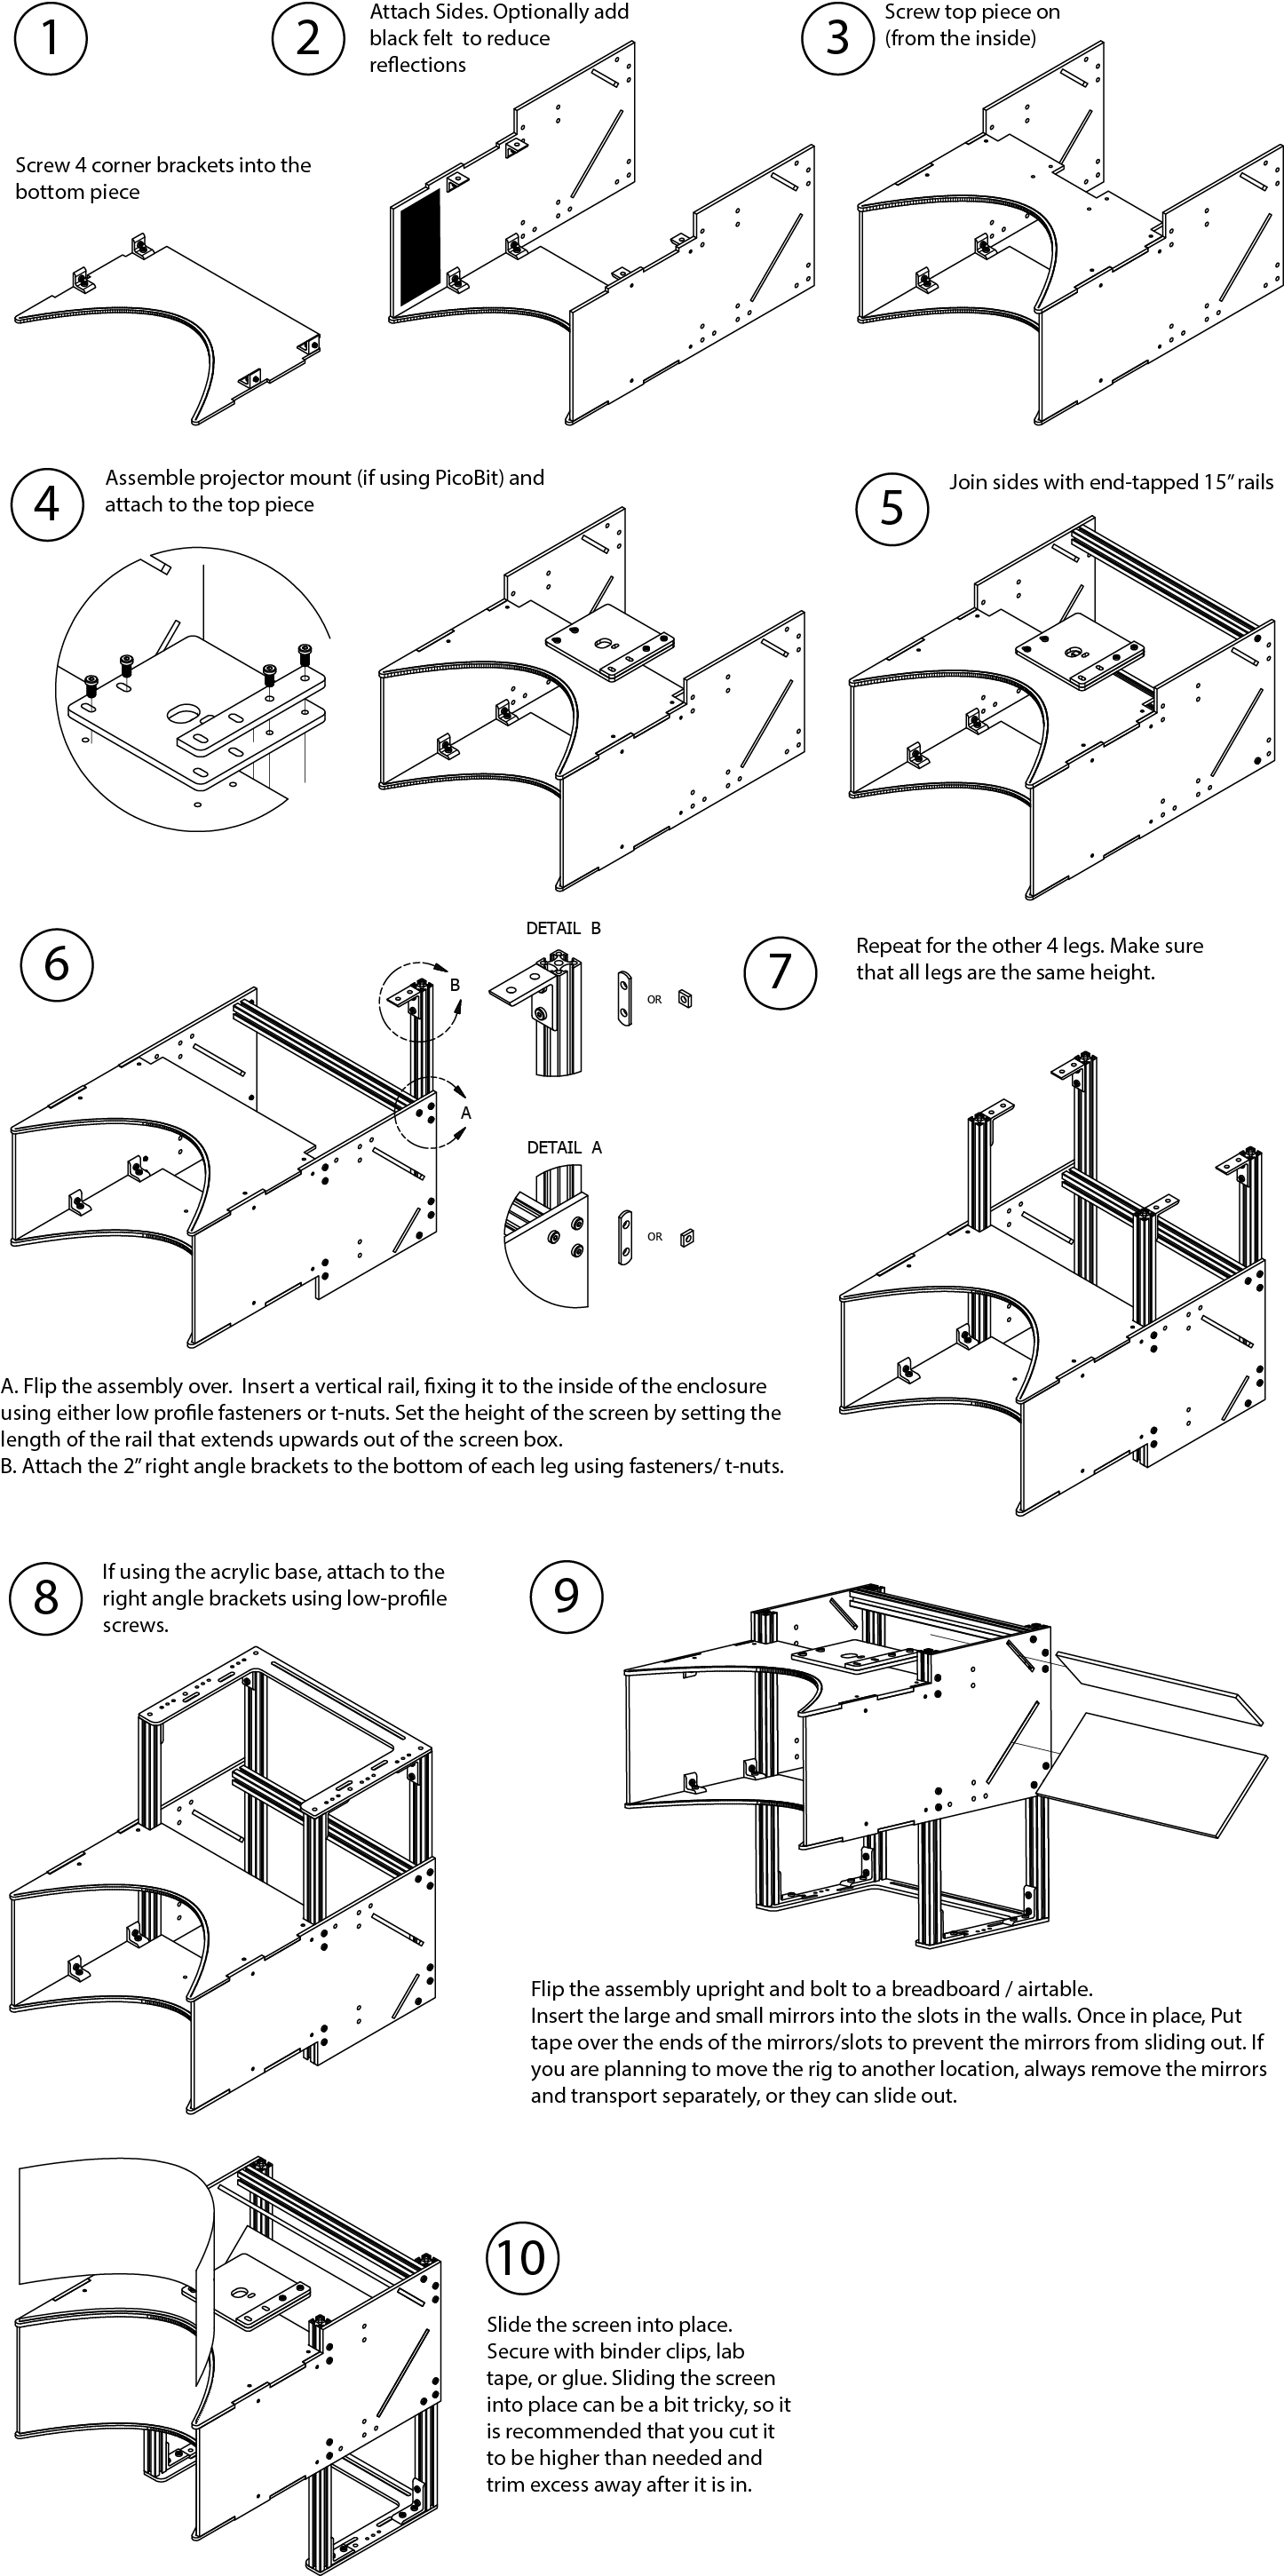 1
Screw 4 corner brackets into the
bottom piece
2
Attach Sides. Optionally add
black felt  to reduce
reflections
3
Screw top piece on
(from the inside)
4
Assemble projector mount (if using PicoBit) and
attach to the top piece
5
Join sides with end-tapped 15” rails
6
B
A
DETAIL B
OR
DETAIL A
OR
A. Flip the assembly over.  Insert a vertical rail, fixing it to the inside of the enclosure
using either low profile fasteners or t-nuts. Set the height of the screen by setting the
length of the rail that extends upwards out of the screen box.
B. Attach the 2” right angle brackets to the bottom of each leg using fasteners/ t-nuts.
7
Repeat for the other 4 legs. Make sure
that all legs are the same height.
8
If using the acrylic base, attach to the
right angle brackets using low-profile
screws.
9
Flip the assembly upright and bolt to a breadboard / airtable.
Insert the large and small mirrors into the slots in the walls. Once in place, Put
tape over the ends of the mirrors/slots to prevent the mirrors from sliding out. If
you are planning to move the rig to another location, always remove the mirrors
and transport separately, or they can slide out.
10
Slide the screen into place.
Secure with binder clips, lab
tape, or glue. Sliding the screen
into place can be a bit tricky, so it
is recommended that you cut it
to be higher than needed and
trim excess away after it is in.